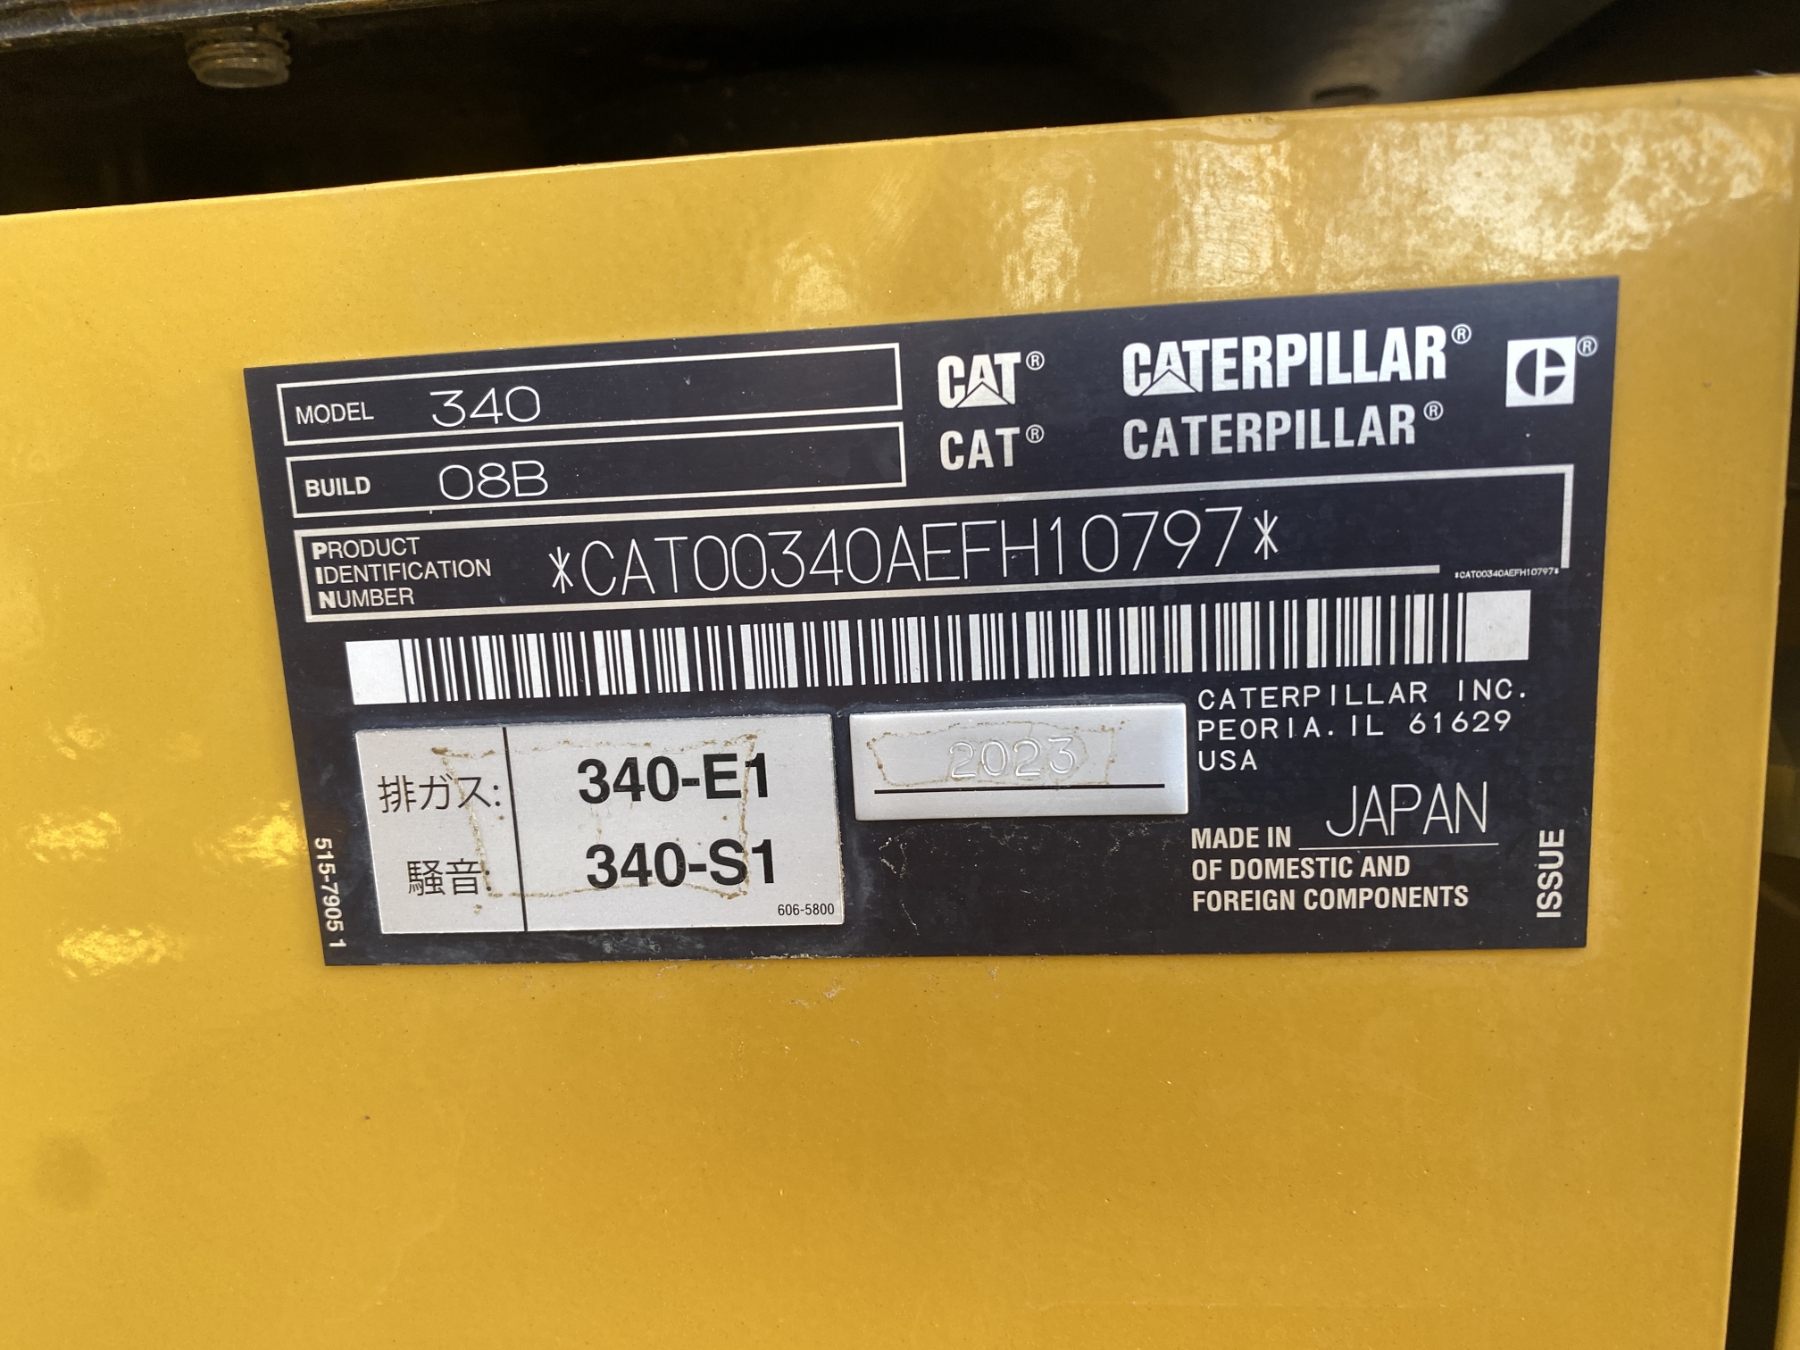 MODEL 340
BUILD 08B
PRODUCT IDENTIFICATION NUMBER *CAT00340AEFH10797*
*CAT00340AEFH10797*
CAT® CATERPILLAR®
CAT® CATERPILLAR®
排ガス: 340-E1
騒音: 340-S1
606-5800
2023
CATERPILLAR INC.
PEORIA. IL 61629
USA
MADE IN JAPAN
OF DOMESTIC AND
FOREIGN COMPONENTS
ISSUE
515-7905 1